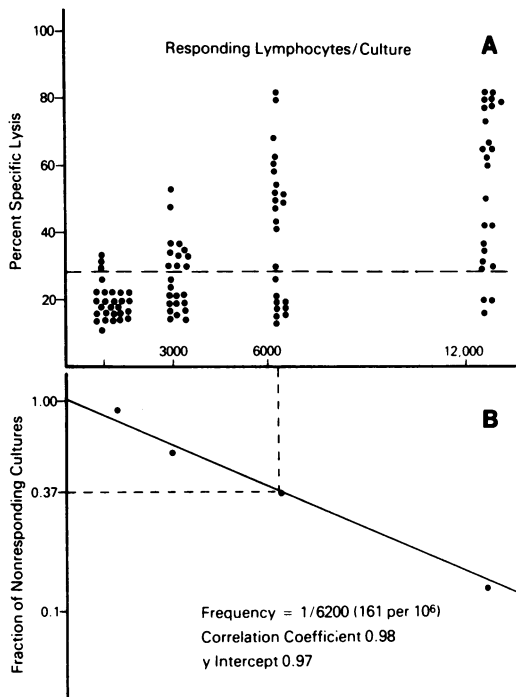 A
Responding Lymphocytes/Culture
Percent Specific Lysis
100
80
60
40
20
3000 6000 12,000
B
Fraction of Nonresponding Cultures
1.00
0.37
0.1
Frequency = 1/6200 (161 per 10⁶)
Correlation Coefficient 0.98
y Intercept 0.97